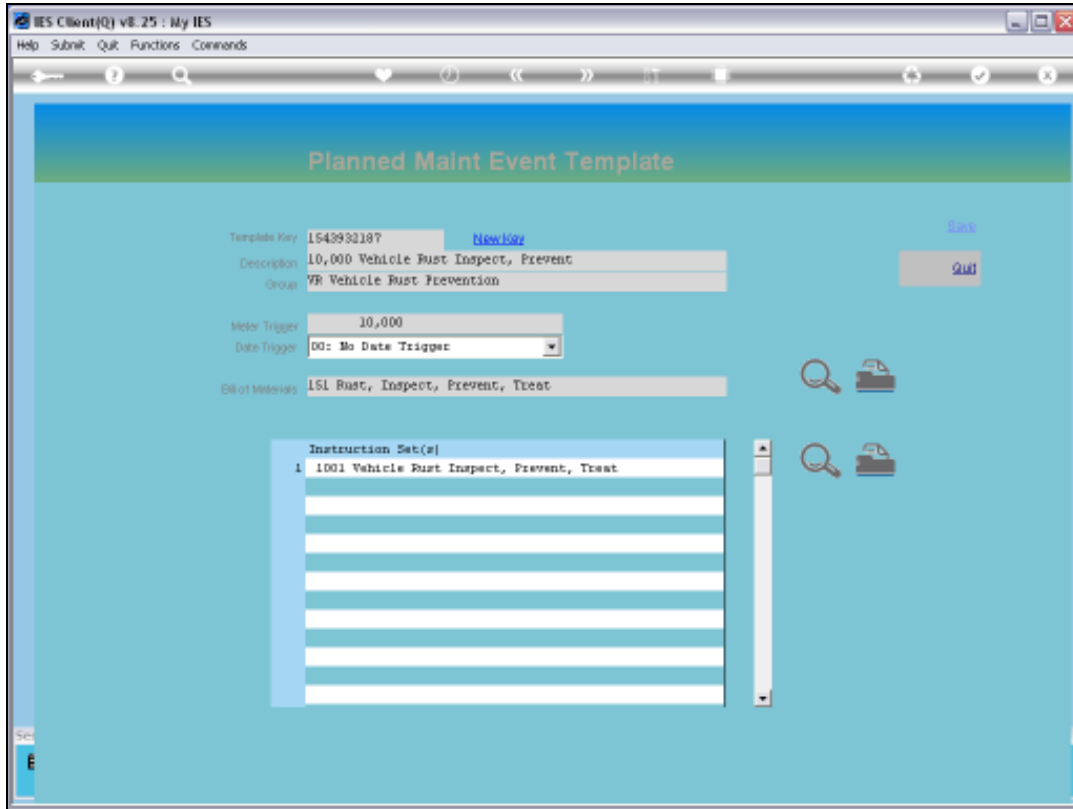 IES Client(Q) v8.25 : My IES
Help Submit Quit Functions Commands
Planned Maint Event Template
Save
Template Key 1543932187 New Key
Description 10,000 Vehicle Rust Inspect, Prevent
Quit
Group VR Vehicle Rust Prevention
Meter Trigger 10,000
Date Trigger 00: No Date Trigger
Bill of Materials 151 Rust, Inspect, Prevent, Treat
Instruction Set(s)
1 1001 Vehicle Rust Inspect, Prevent, Treat